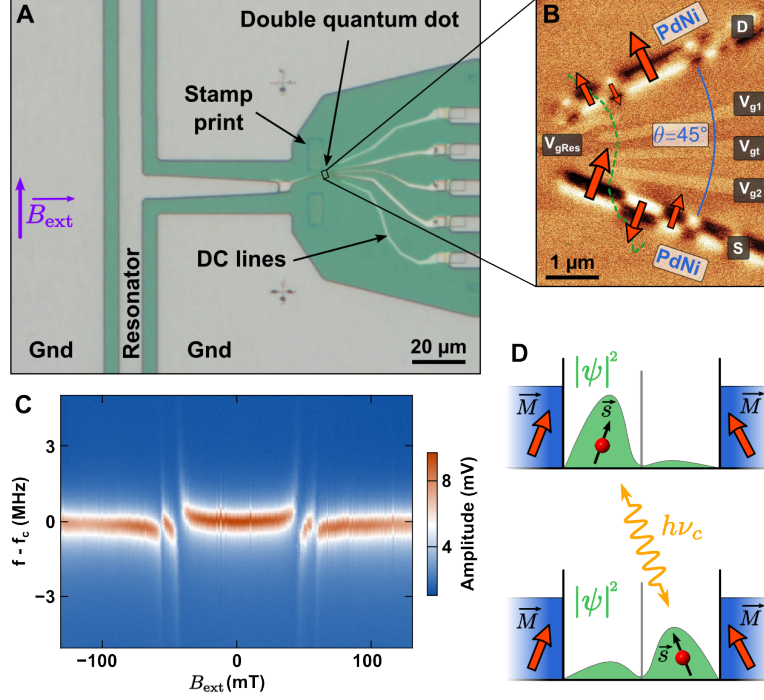 A
Double quantum dot
Stamp
print
B_ext
DC lines
Resonator
Gnd
Gnd
20 µm
B
PdNi
D
V_g1
V_gRes
θ=45°
V_gt
V_g2
S
PdNi
1 µm
C
5
3
0
−3
f - f_c (MHz)
−100
0
100
B_ext (mT)
8
4
Amplitude (mV)
D
|ψ|²
M
s
M
hν_c
|ψ|²
M
s
M